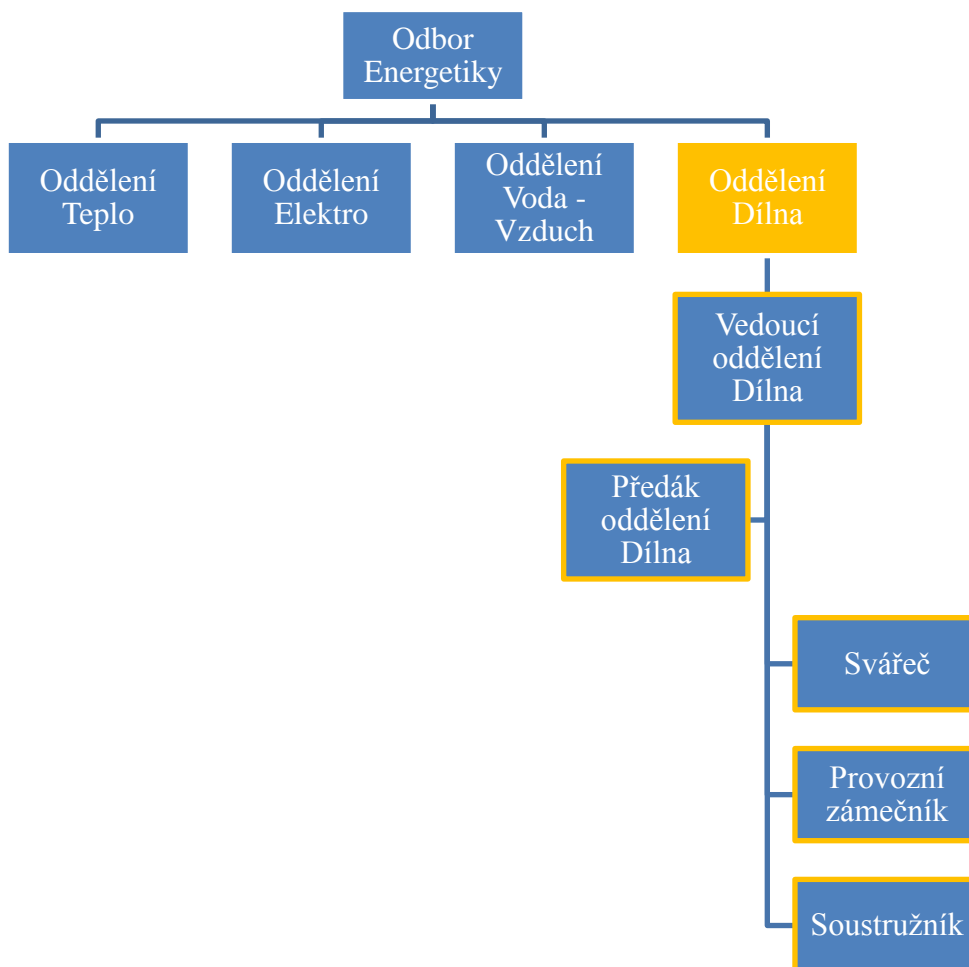 Odbor
Energetiky
Oddělení
Teplo
Oddělení
Elektro
Oddělení
Voda -
Vzduch
Oddělení
Dílna
Vedoucí
oddělení
Dílna
Předák
oddělení
Dílna
Svářeč
Provozní
zámečník
Soustružník